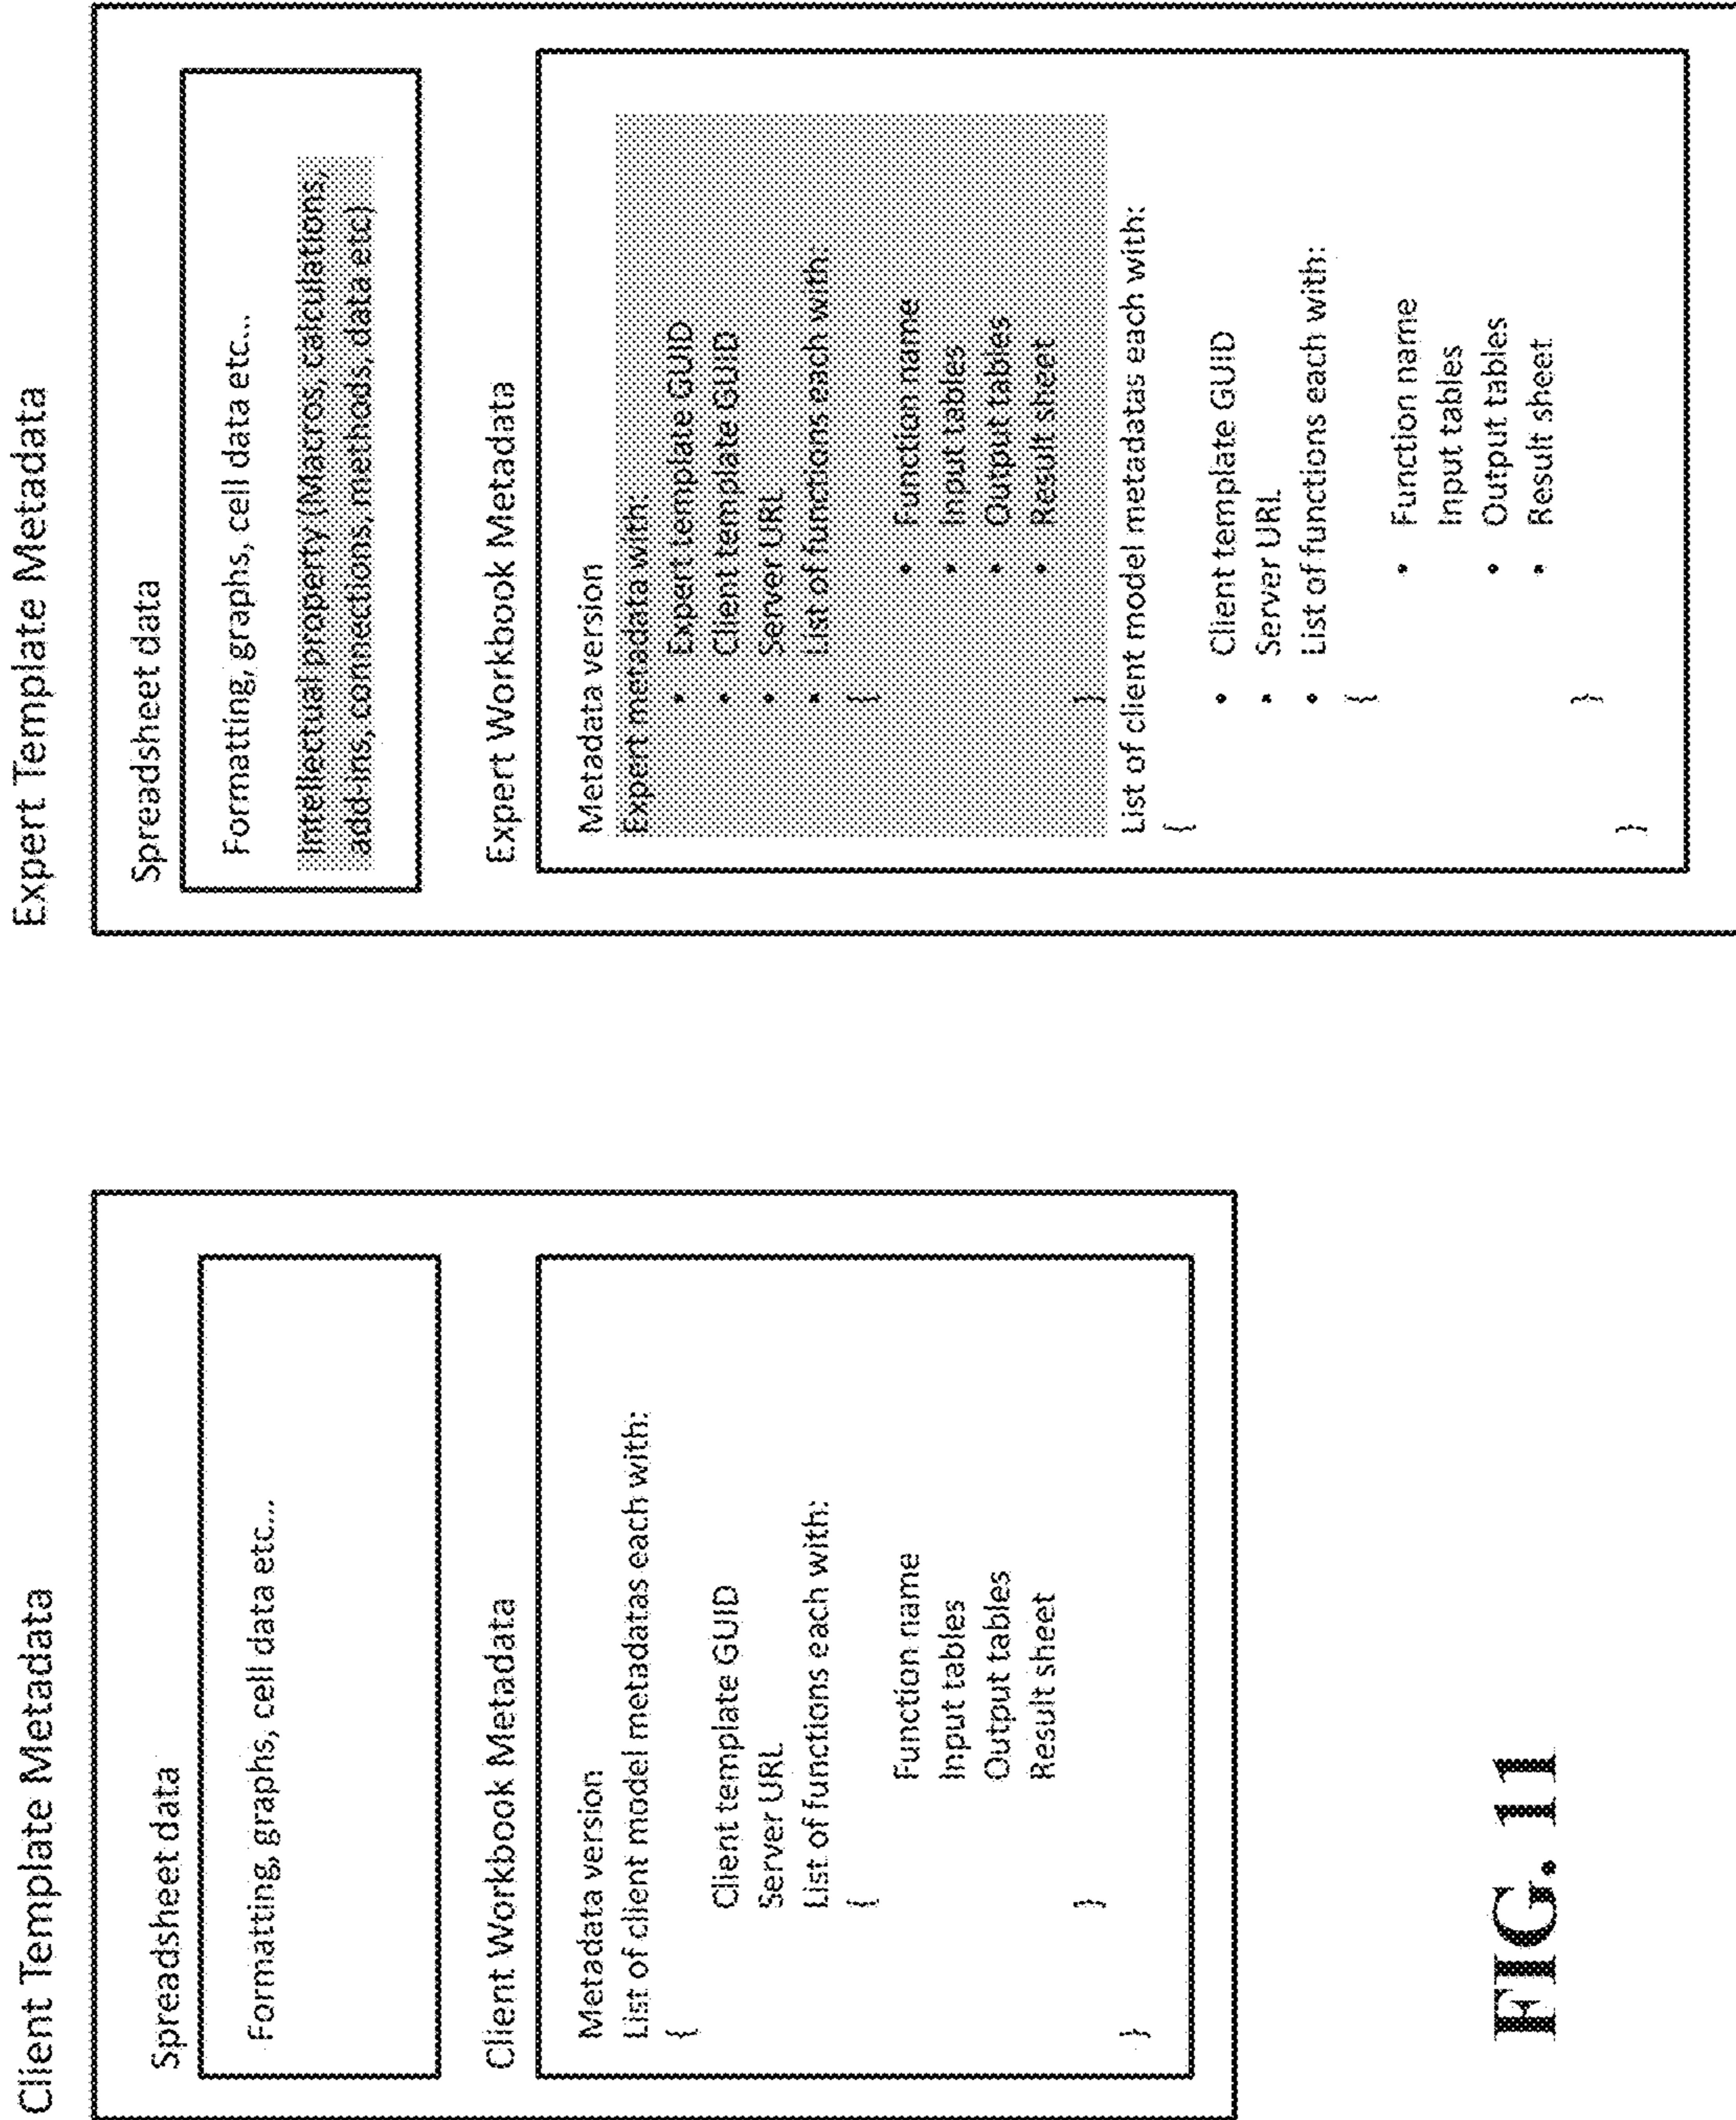 Client Template Metadata
Spreadsheet data
Formatting, graphs, cell data etc...
Client Workbook Metadata
Metadata version
List of client model metadatas each with:
{
Client template GUID
Server URL
List of functions each with:
{
Function name
Input tables
Output tables
Result sheet
}
}
Expert Template Metadata
Spreadsheet data
Formatting, graphs, cell data etc...
Intellectual property (Macros, calculations,
add-ins, connections, methods, data etc)
Expert Workbook Metadata
Metadata version
Expert metadata with:
• Expert template GUID
• Client template GUID
• Server URL
• List of functions each with:
{
• Function name
• Input tables
• Output tables
• Result sheet
}
List of client model metadatas each with:
{
• Client template GUID
• Server URL
• List of functions each with:
{
• Function name
Input tables
• Output tables
• Result sheet
}
}
FIG. 11